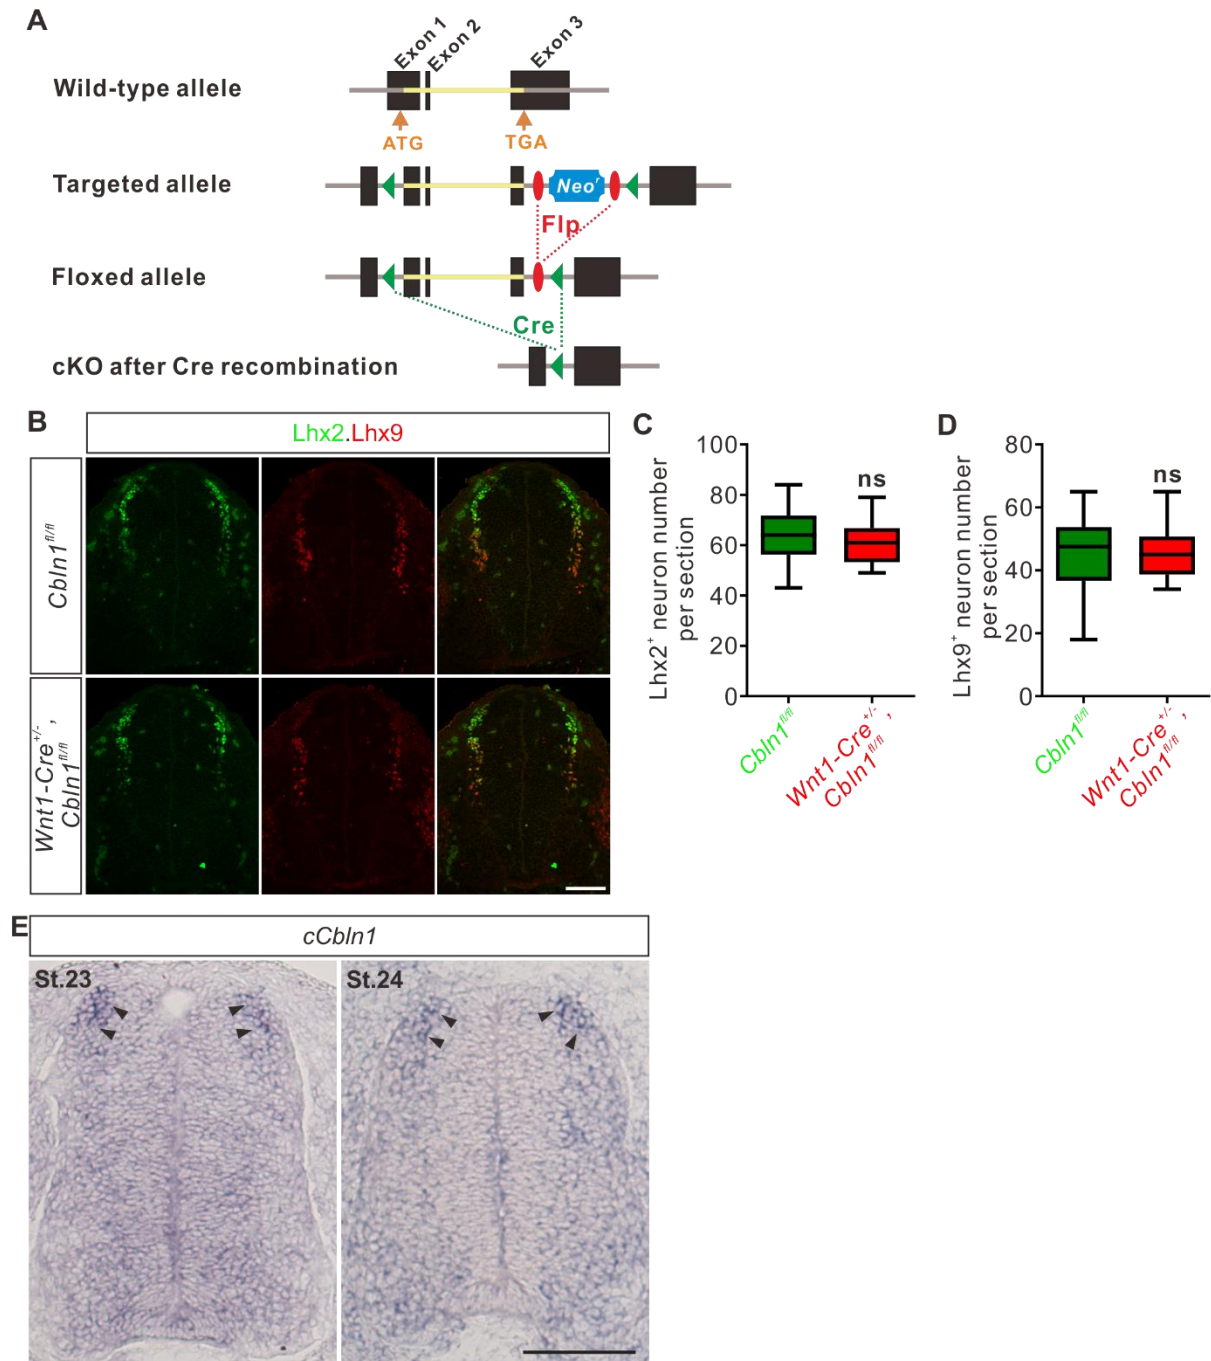 A
Exon 1
Exon 2
Exon 3
Wild-type allele
ATG
TGA
Targeted allele
Neoʳ
Flp
Floxed allele
Cre
cKO after Cre recombination
B
Lhx2.Lhx9
Cbln1ᶠˡ/ᶠˡ
Wnt1-Cre⁺/⁻,
Cbln1ᶠˡ/ᶠˡ
C
Lhx2⁺ neuron number
per section
100
80
60
40
20
0
ns
Cbln1ᶠˡ/ᶠˡ
Wnt1-Cre⁺/⁻,
Cbln1ᶠˡ/ᶠˡ
D
Lhx9⁺ neuron number
per section
80
60
40
20
0
ns
Cbln1ᶠˡ/ᶠˡ
Wnt1-Cre⁺/⁻,
Cbln1ᶠˡ/ᶠˡ
E
cCbln1
St.23
St.24